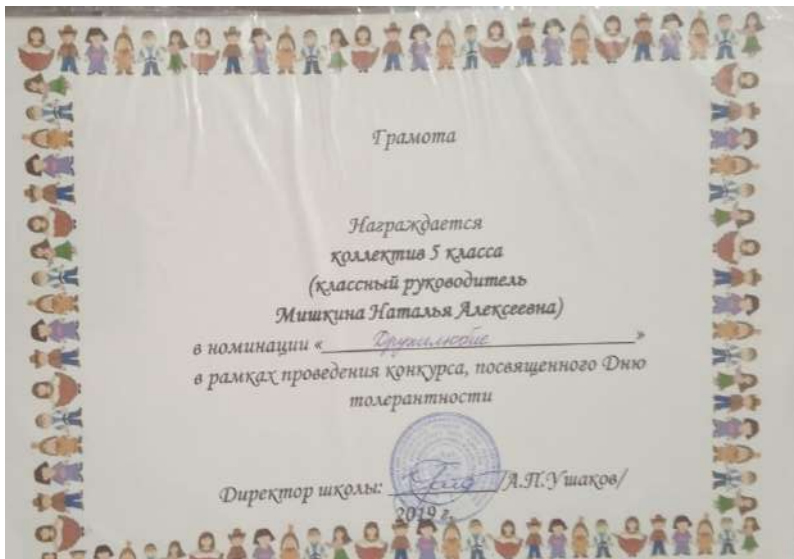 Грамота
Награждается
коллектив 5 класса
(классный руководитель
Мишкина Наталья Алексеевна)
в номинации «Дружелюбие»
в рамках проведения конкурса, посвященного Дню
толерантности
Директор школы: /А.П.Ушаков/
2019 г.